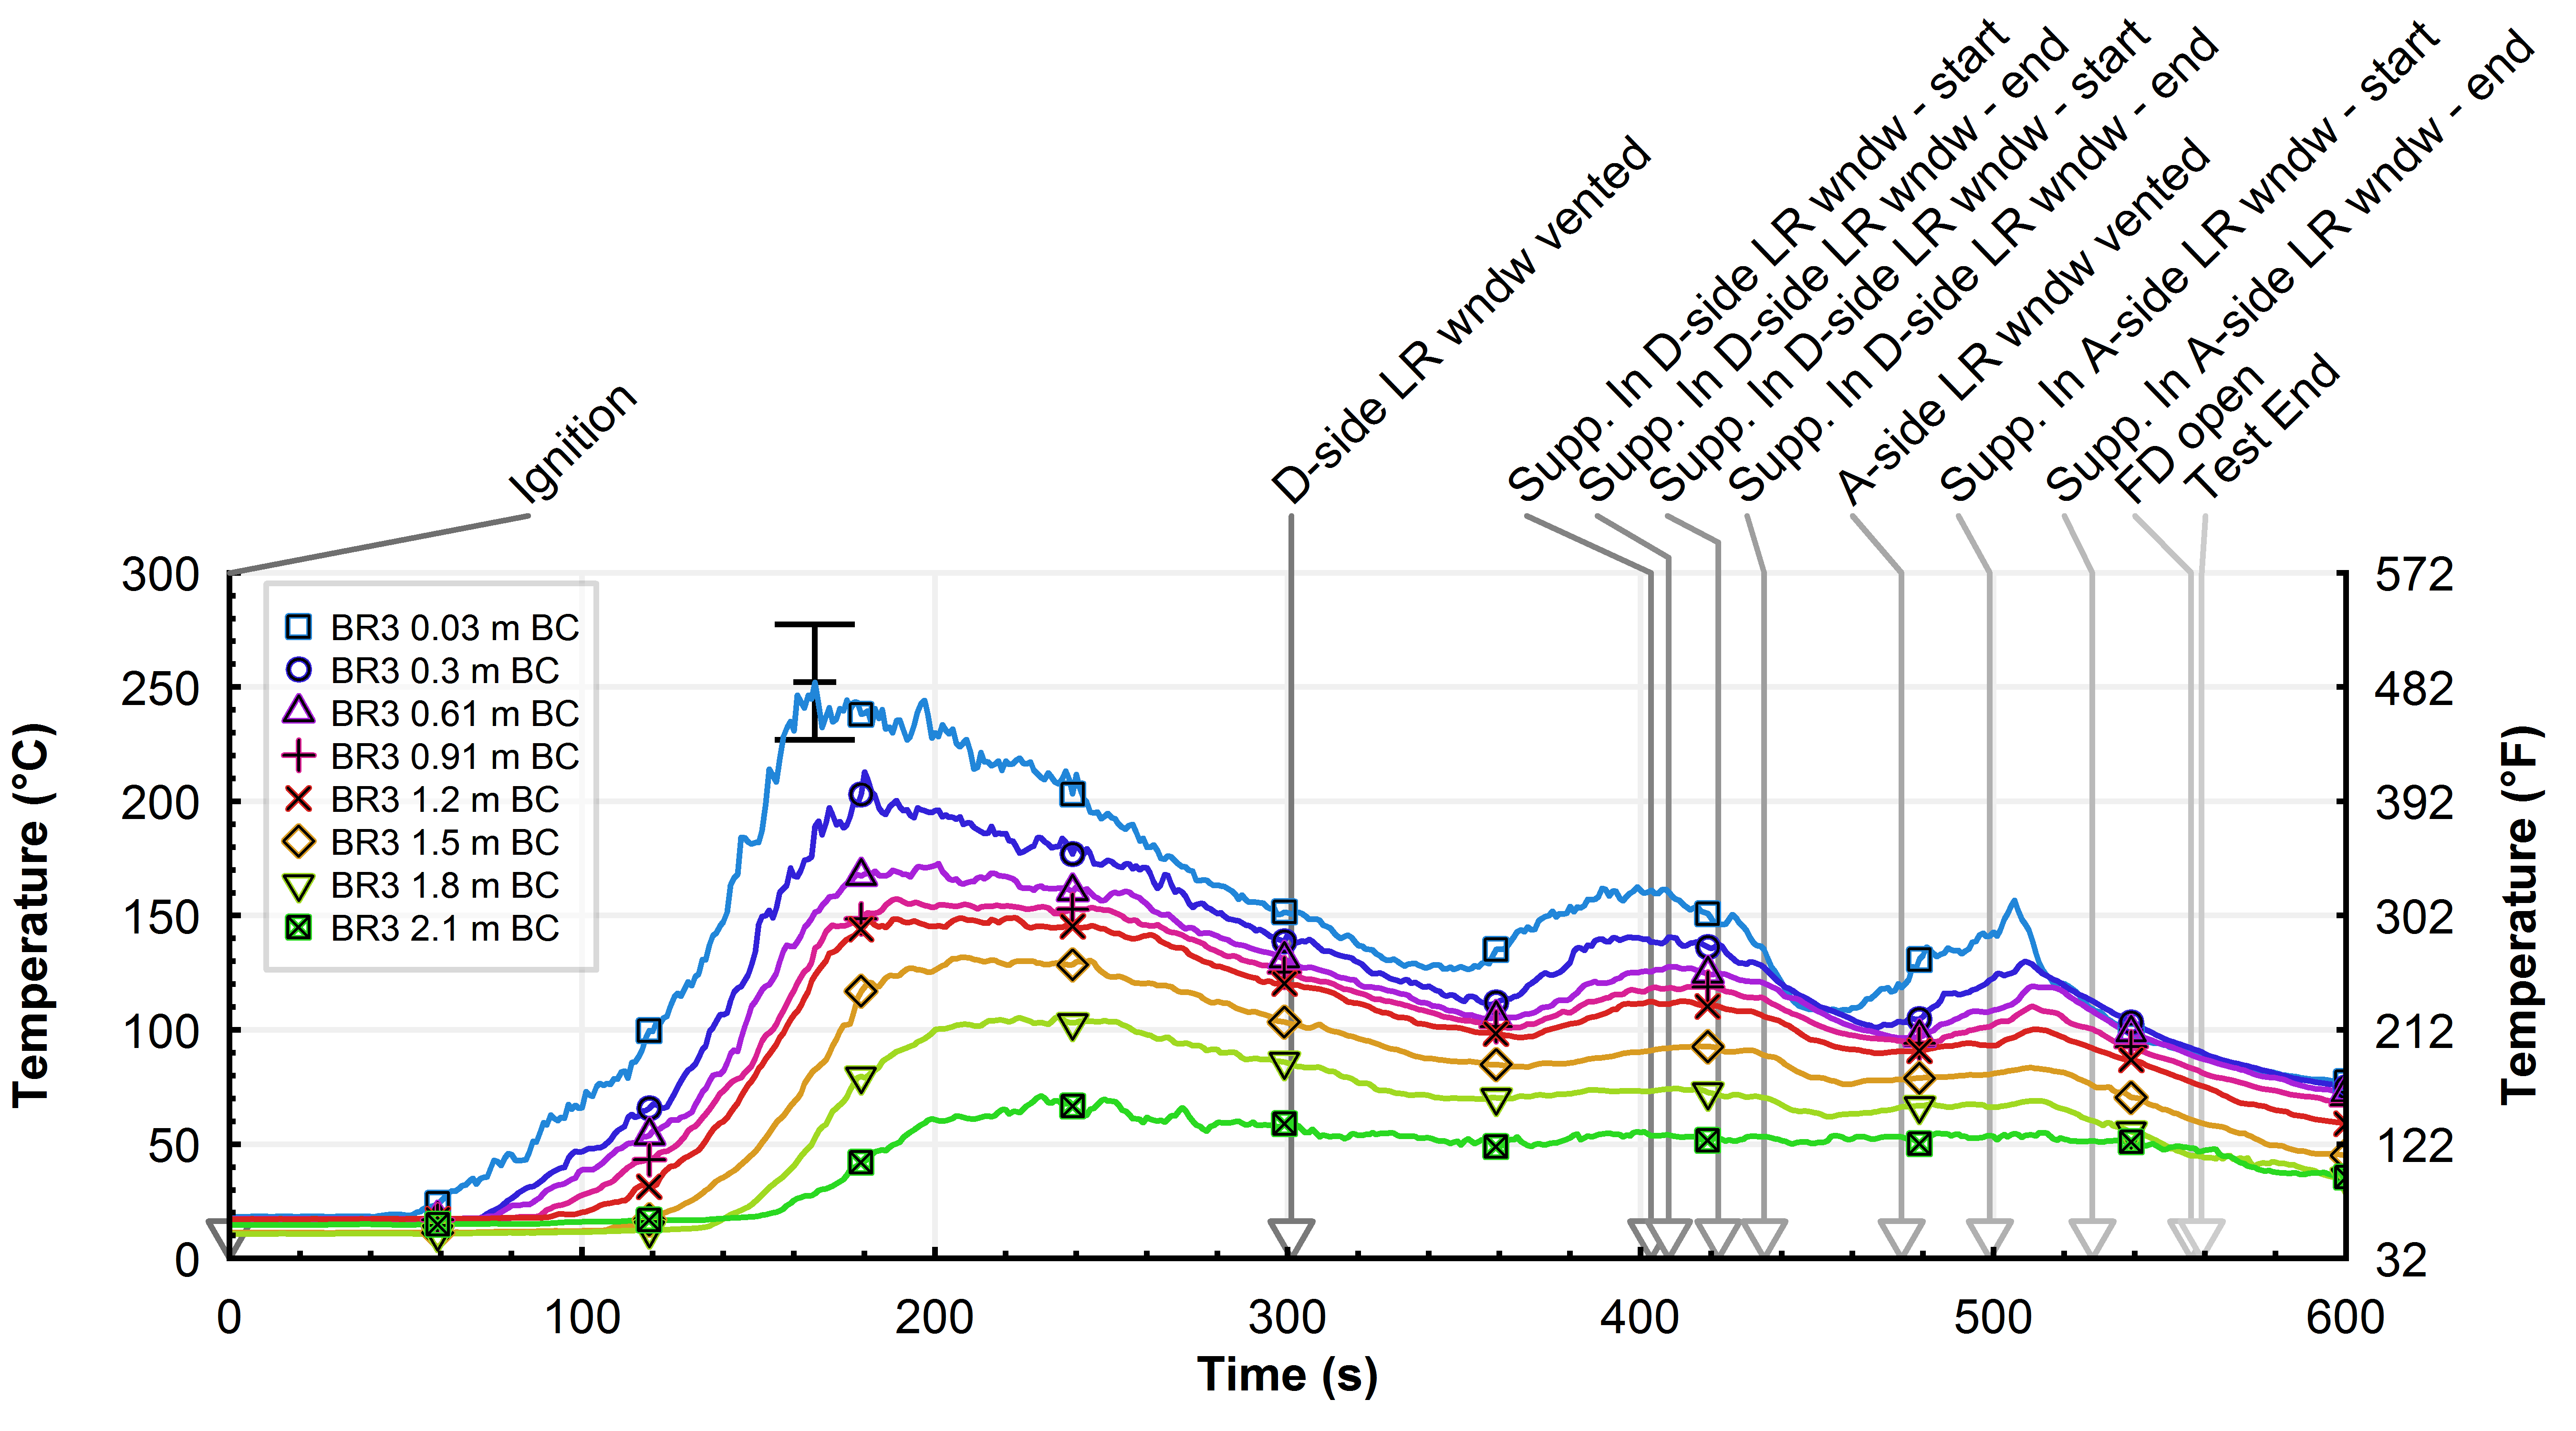 Ignition
D-side LR wndw vented
Supp. In D-side LR wndw - start
Supp. In D-side LR wndw - end
Supp. In D-side LR wndw - start
Supp. In D-side LR wndw - end
A-side LR wndw vented
Supp. In A-side LR wndw - start
Supp. In A-side LR wndw - end
FD open
Test End
300
250
200
150
100
50
0
Temperature (°C)
BR3 0.03 m BC
BR3 0.3 m BC
BR3 0.61 m BC
BR3 0.91 m BC
BR3 1.2 m BC
BR3 1.5 m BC
BR3 1.8 m BC
BR3 2.1 m BC
572
482
392
302
212
122
32
Temperature (°F)
0 100 200 300 400 500 600
Time (s)